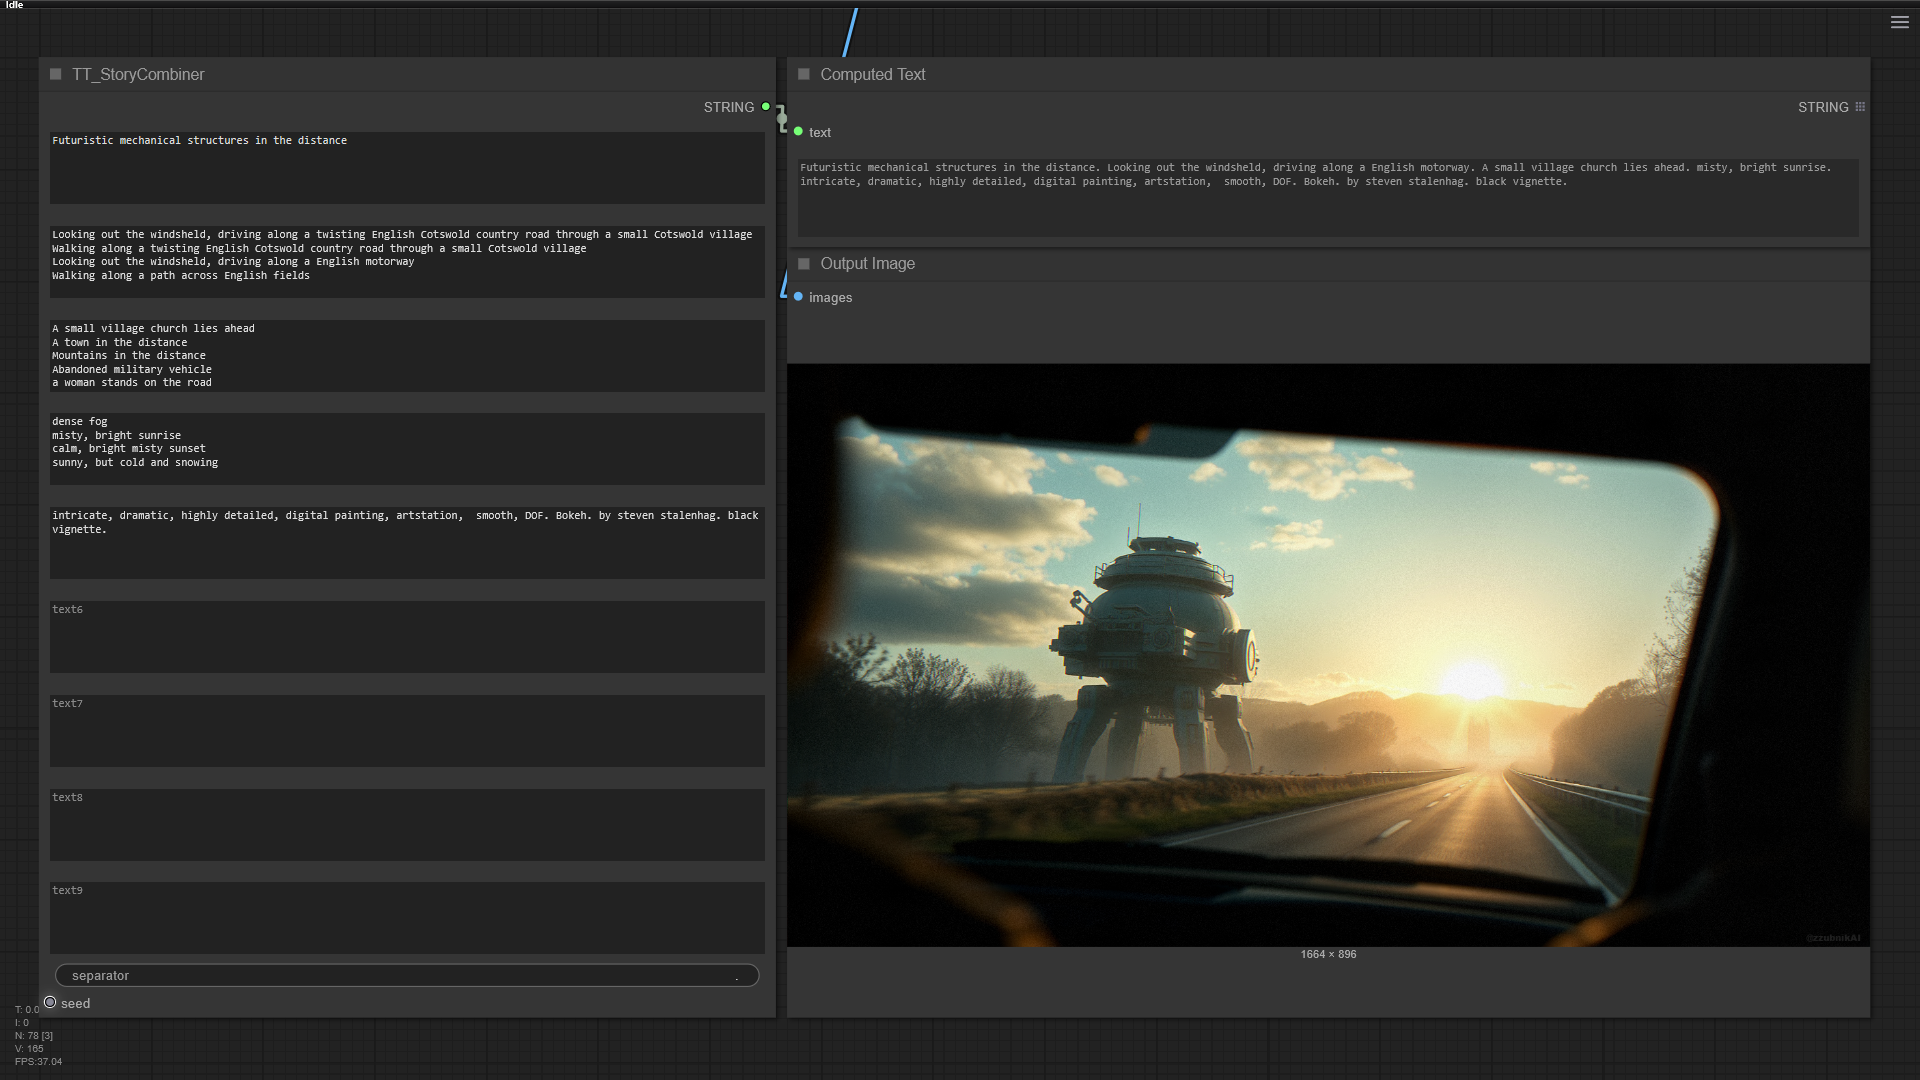 Idle
TT_StoryCombiner
STRING
Futuristic mechanical structures in the distance
Looking out the windsheld, driving along a twisting English Cotswold country road through a small Cotswold village
Walking along a twisting English Cotswold country road through a small Cotswold village
Looking out the windsheld, driving along a English motorway
Walking along a path across English fields
A small village church lies ahead
A town in the distance
Mountains in the distance
Abandoned military vehicle
a woman stands on the road
dense fog
misty, bright sunrise
calm, bright misty sunset
sunny, but cold and snowing
intricate, dramatic, highly detailed, digital painting, artstation,  smooth, DOF. Bokeh. by steven stalenhag. black
vignette.
text6
text7
text8
text9
separator .
seed
T: 0.0
I: 0
N: 78 [3]
V: 165
FPS:37.04
Computed Text
STRING
text
Futuristic mechanical structures in the distance. Looking out the windsheld, driving along a English motorway. A small village church lies ahead. misty, bright sunrise.
intricate, dramatic, highly detailed, digital painting, artstation,  smooth, DOF. Bokeh. by steven stalenhag. black vignette.
Output Image
images
1664 × 896